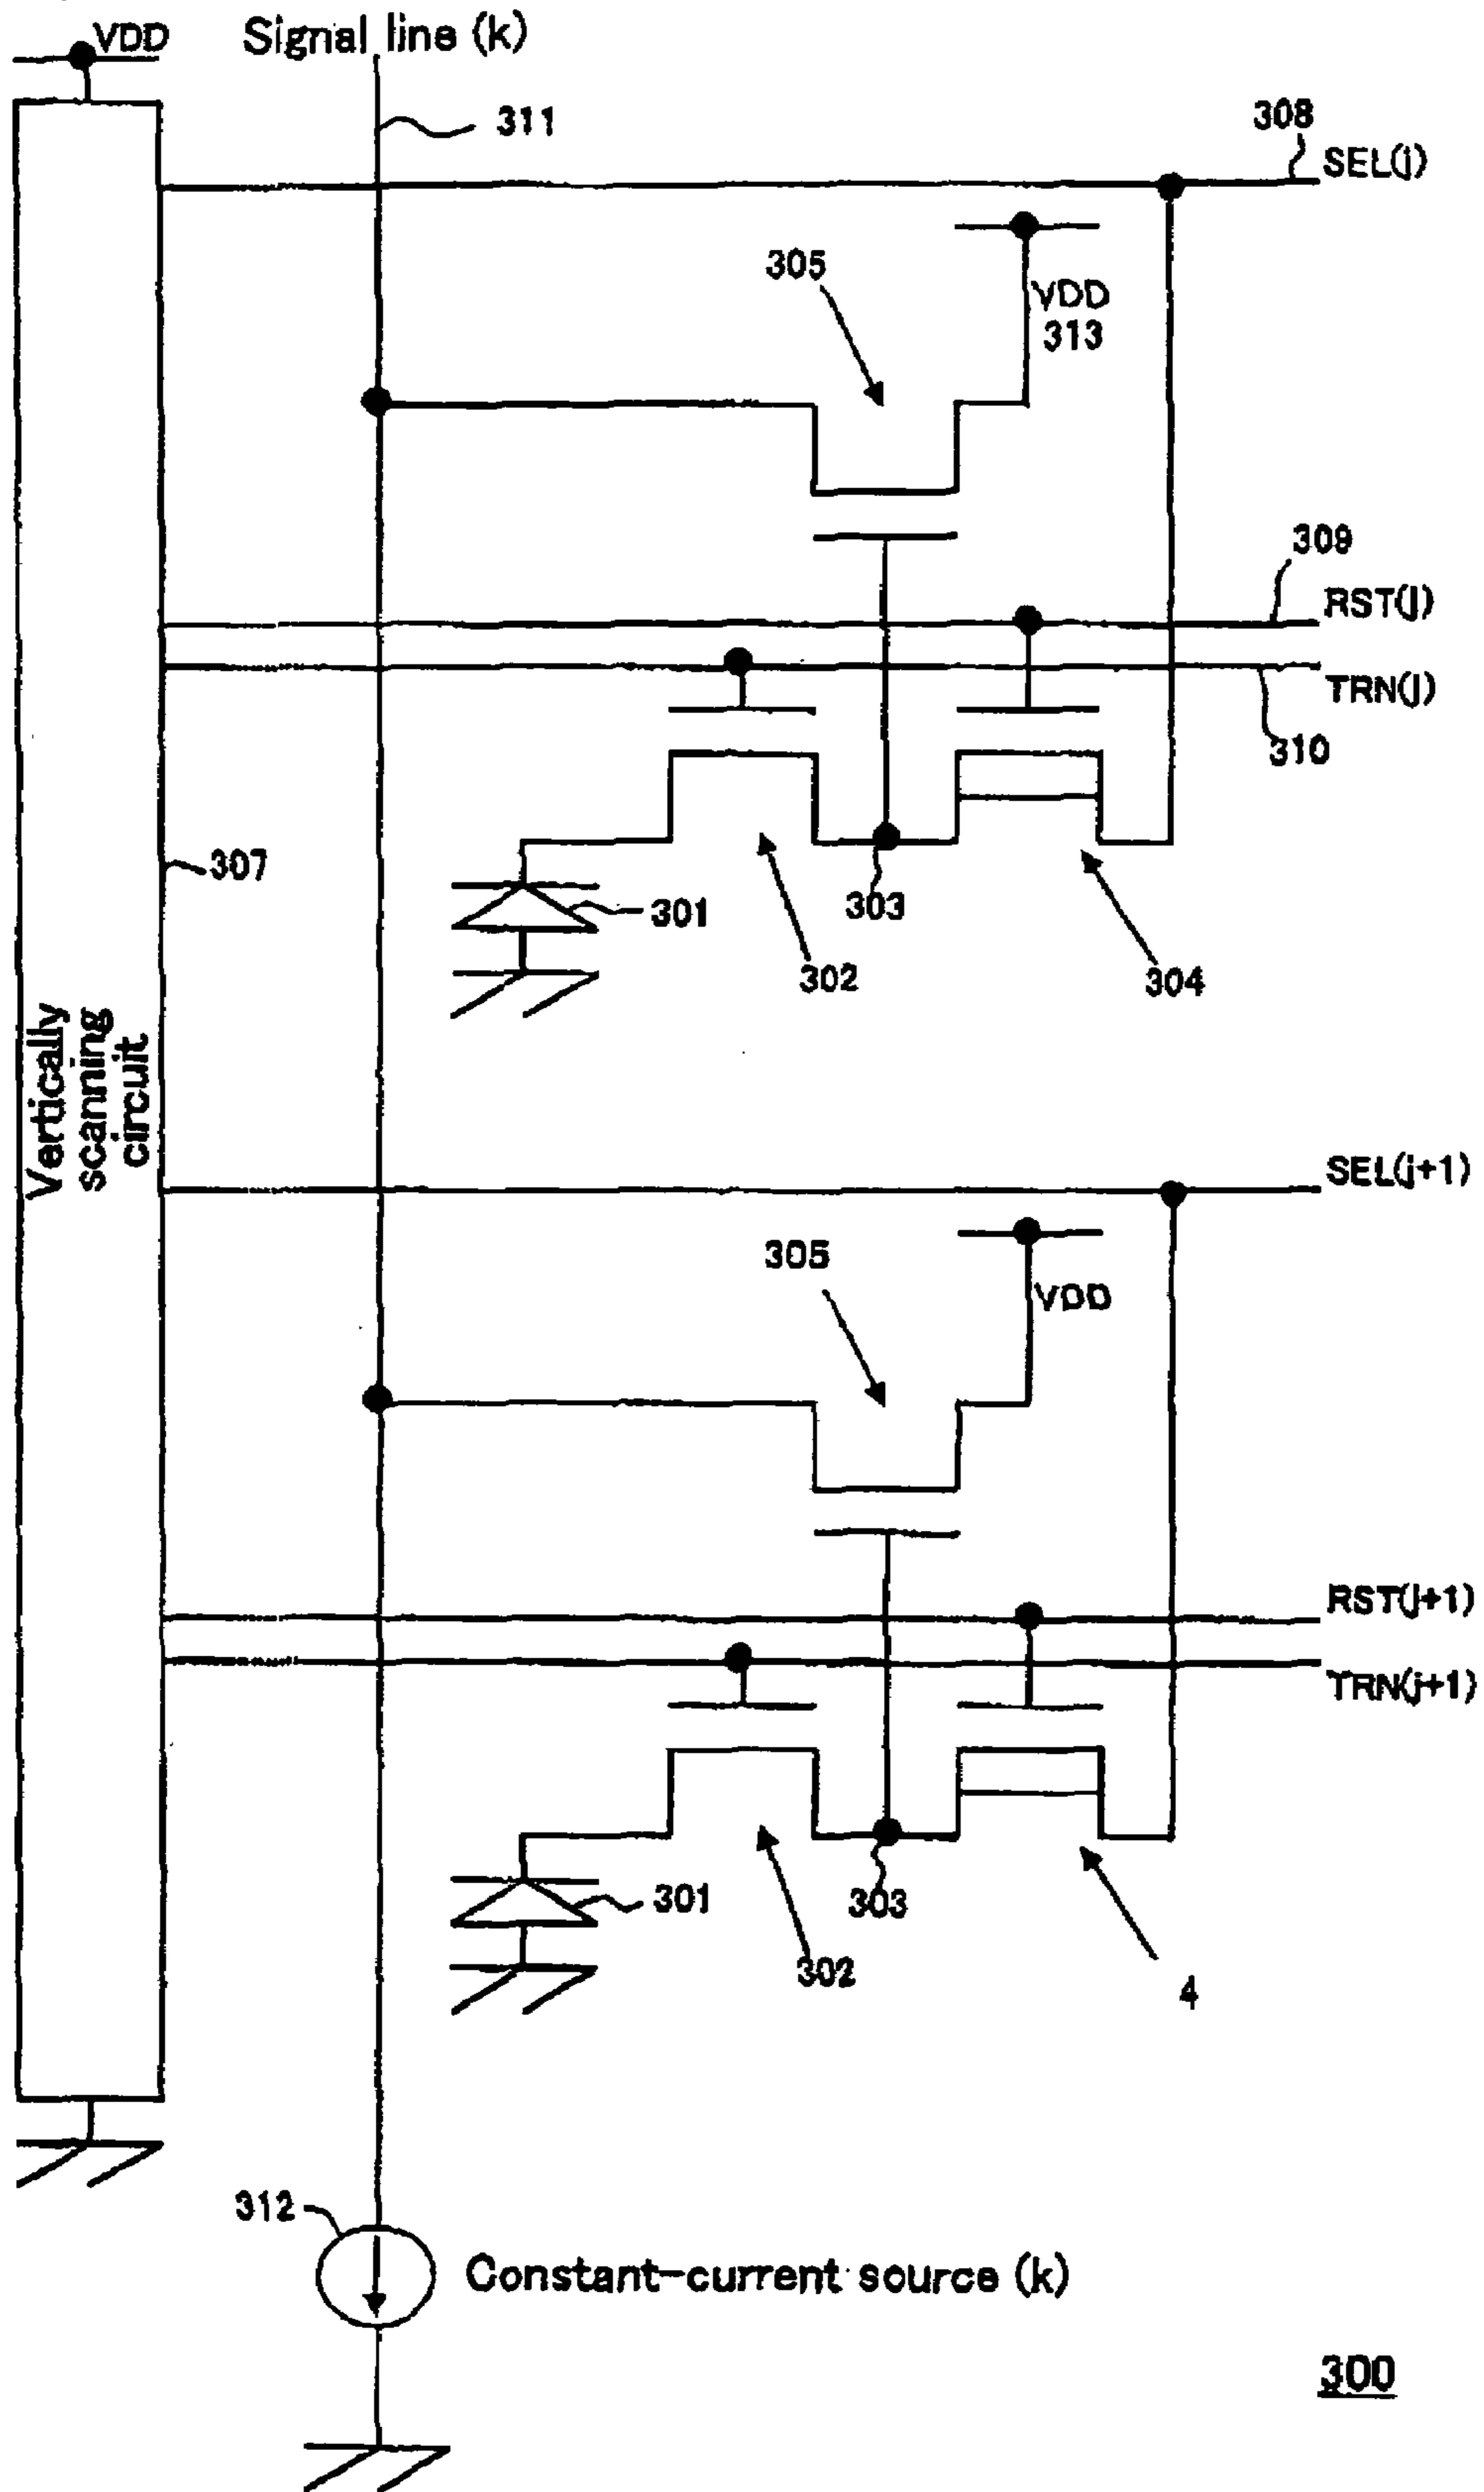 VDD
Signal line (k)
311
308
SEL(j)
305
VDD
313
309
RST(j)
TRN(j)
310
307
301
303
302
304
Vertically
scanning
circuit
SEL(j+1)
305
VDD
RST(j+1)
TRN(j+1)
301
303
302
4
312
Constant-current source (k)
300